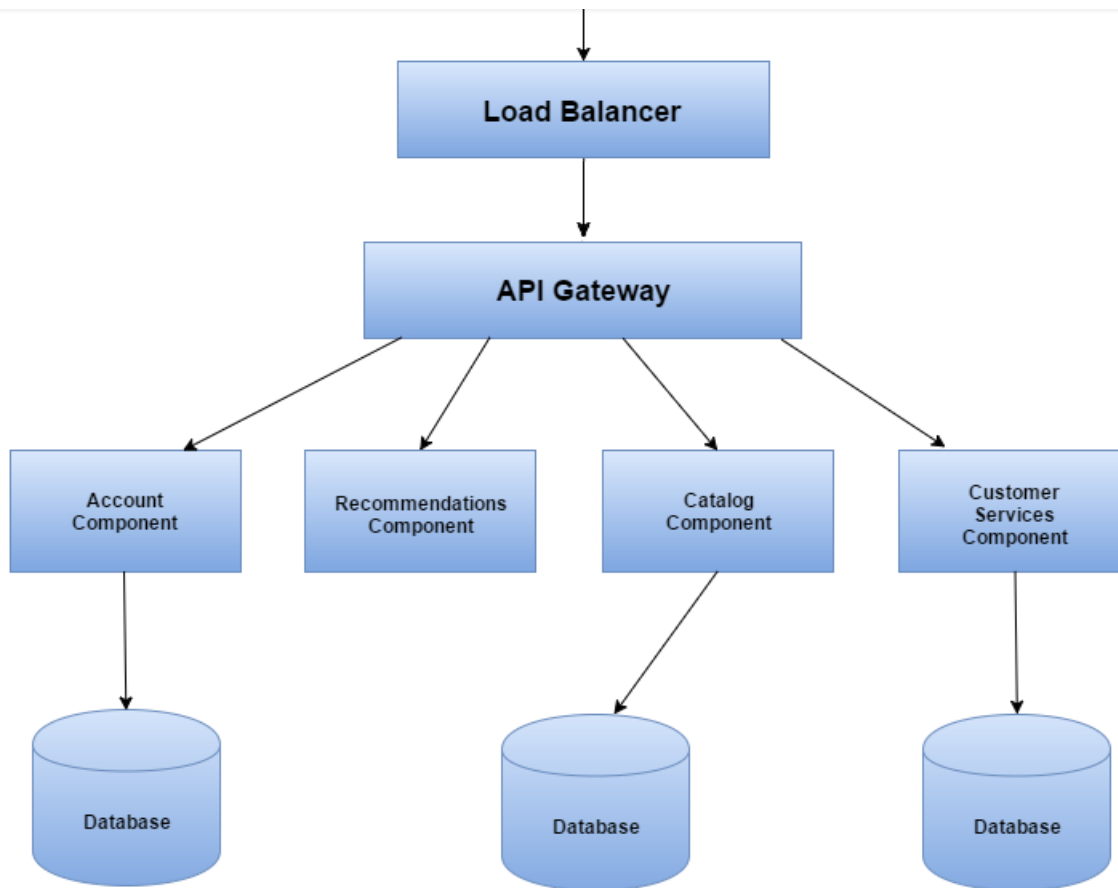 Load Balancer
API Gateway
Account
Component
Recommendations
Component
Catalog
Component
Customer
Services
Component
Database
Database
Database